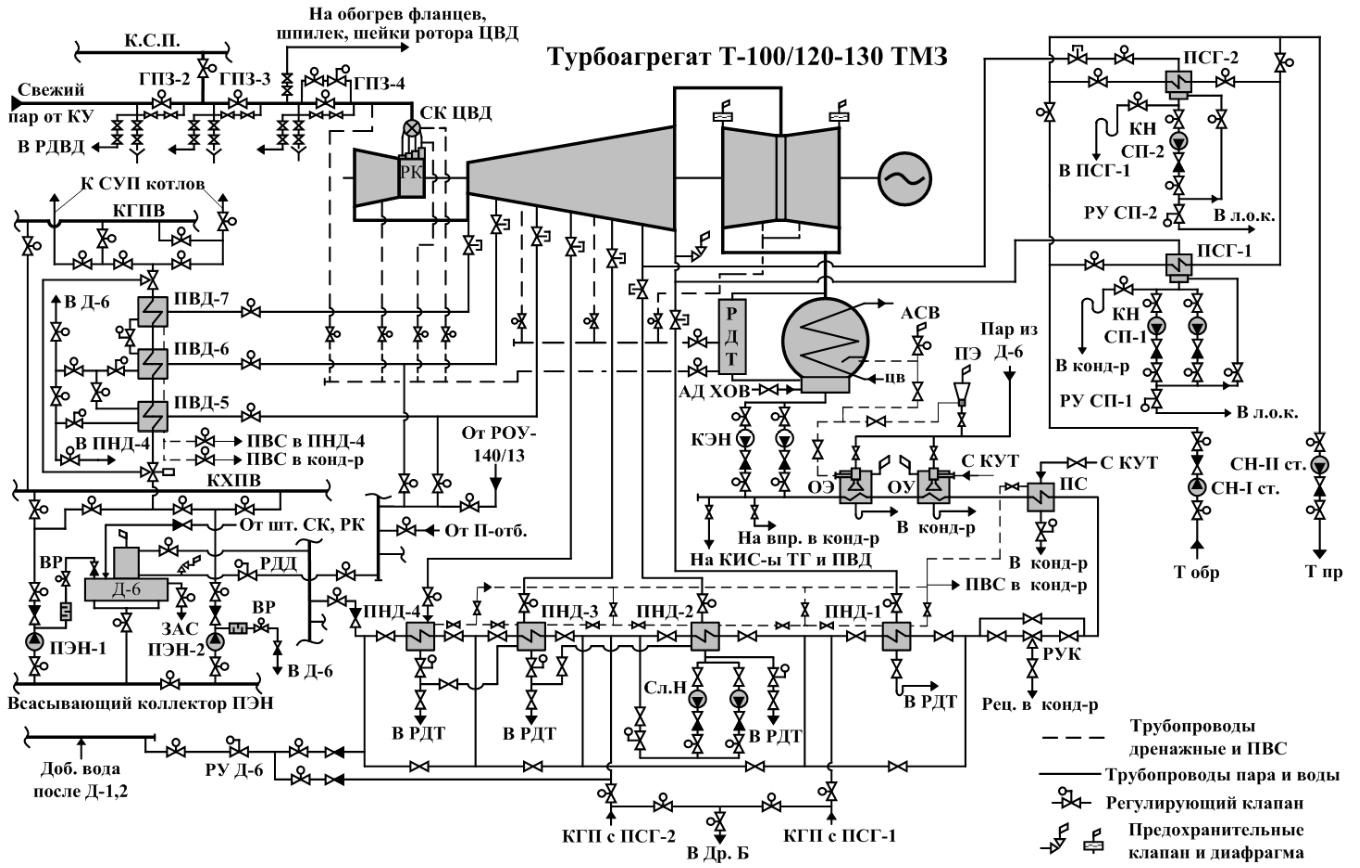 На обогрев фланцев,
шпилек, шейки ротора ЦВД
Турбоагрегат Т-100/120-130 ТМЗ
К.С.П.
ГПЗ-2
ГПЗ-3
ГПЗ-4
Свежий
пар от КУ
В РДВД
СК ЦВД
РК
ПСГ-2
КН
СП-2
В ПСГ-1
РУ СП-2
В л.о.к.
ПСГ-1
КН
СП-1
В конд-р
РУ СП-1
В л.о.к.
К СУП котлов
КГПВ
В Д-6
ПВД-7
ПВД-6
ПВД-5
В ПНД-4
ПВС в ПНД-4
ПВС в конд-р
КХПВ
Р
Д
Т
АСВ
ПЭ
Пар из
Д-6
цв
АД ХОВ
КЭН
ОЭ
ОУ
С КУТ
С КУТ
ПС
В конд-р
СН-II ст.
СН-I ст.
Т обр
Т пр
От РОУ-
140/13
От П-отб.
От шт. СК, РК
РДД
ВР
Д-6
ЗАС
ВР
ПЭН-1
ПЭН-2
В Д-6
Всасывающий коллектор ПЭН
На впр. в конд-р
На КИС-ы ТГ и ПВД
В конд-р
ПВС в конд-р
ПНД-4
ПНД-3
ПНД-2
ПНД-1
РУК
Сл.Н
В РДТ
В РДТ
В РДТ
В РДТ
Рец. в конд-р
Доб. вода
после Д-1,2
РУ Д-6
КГП с ПСГ-2
КГП с ПСГ-1
В Др. Б
Трубопроводы
дренажные и ПВС
Трубопроводы пара и воды
Регулирующий клапан
Предохранительные
клапан и диафрагма